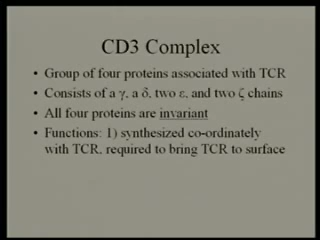 CD3 Complex
• Group of four proteins associated with TCR
• Consists of a γ, a δ, two ε, and two ζ chains
• All four proteins are invariant
• Functions: 1) synthesized co-ordinately
with TCR, required to bring TCR to surface